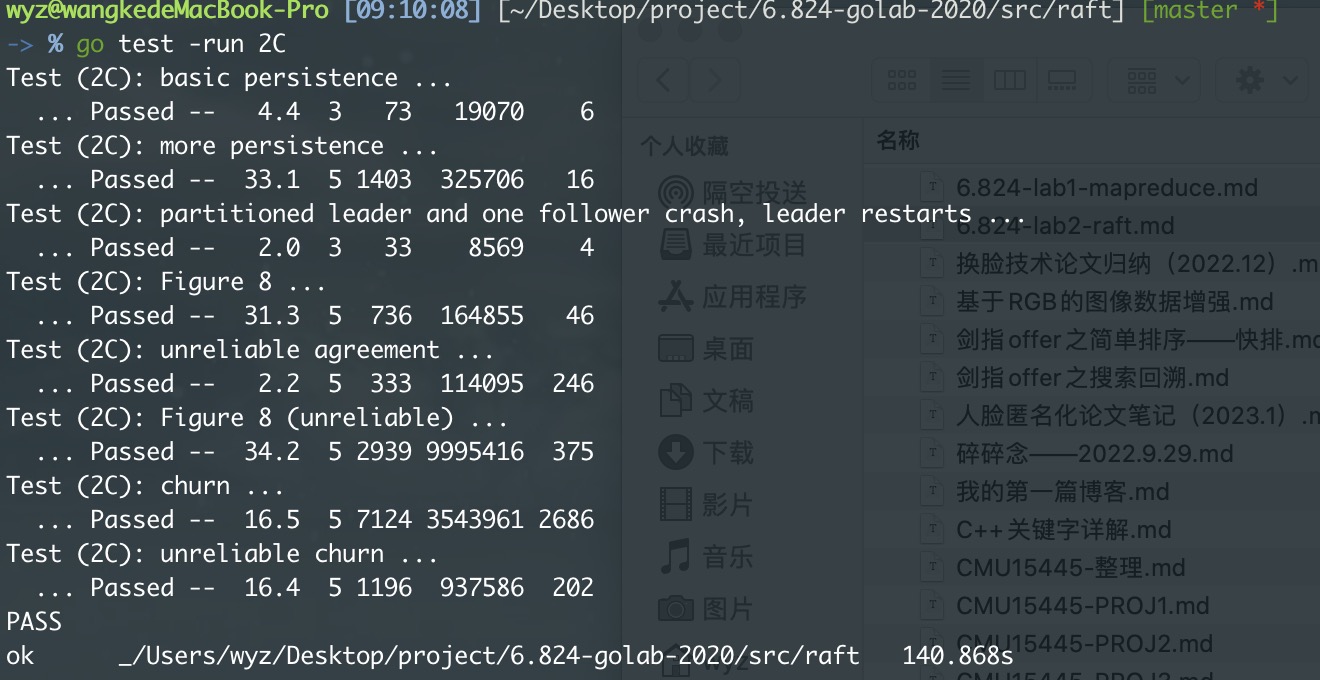 wyz@wangkedeMacBook-Pro [09:10:08] [~/Desktop/project/6.824-golab-2020/src/raft] [master *]
-> % go test -run 2C
Test (2C): basic persistence ...
... Passed -- 4.4 3 73 19070 6
Test (2C): more persistence ...
... Passed -- 33.1 5 1403 325706 16
Test (2C): partitioned leader and one follower crash, leader restarts ...
... Passed -- 2.0 3 33 8569 4
Test (2C): Figure 8 ...
... Passed -- 31.3 5 736 164855 46
Test (2C): unreliable agreement ...
... Passed -- 2.2 5 333 114095 246
Test (2C): Figure 8 (unreliable) ...
... Passed -- 34.2 5 2939 9995416 375
Test (2C): churn ...
... Passed -- 16.5 5 7124 3543961 2686
Test (2C): unreliable churn ...
... Passed -- 16.4 5 1196 937586 202
PASS
ok _/Users/wyz/Desktop/project/6.824-golab-2020/src/raft 140.868s
个人收藏
隔空投送
最近项目
应用程序
桌面
文稿
下载
影片
音乐
图片
wyz
名称
6.824-lab1-mapreduce.md
6.824-lab2-raft.md
换脸技术论文归纳（2022.12）.m
基于RGB的图像数据增强.md
剑指offer之简单排序——快排.md
剑指offer之搜索回溯.md
人脸匿名化论文笔记（2023.1）.m
碎碎念——2022.9.29.md
我的第一篇博客.md
C++关键字详解.md
CMU15445-整理.md
CMU15445-PROJ1.md
CMU15445-PROJ2.md